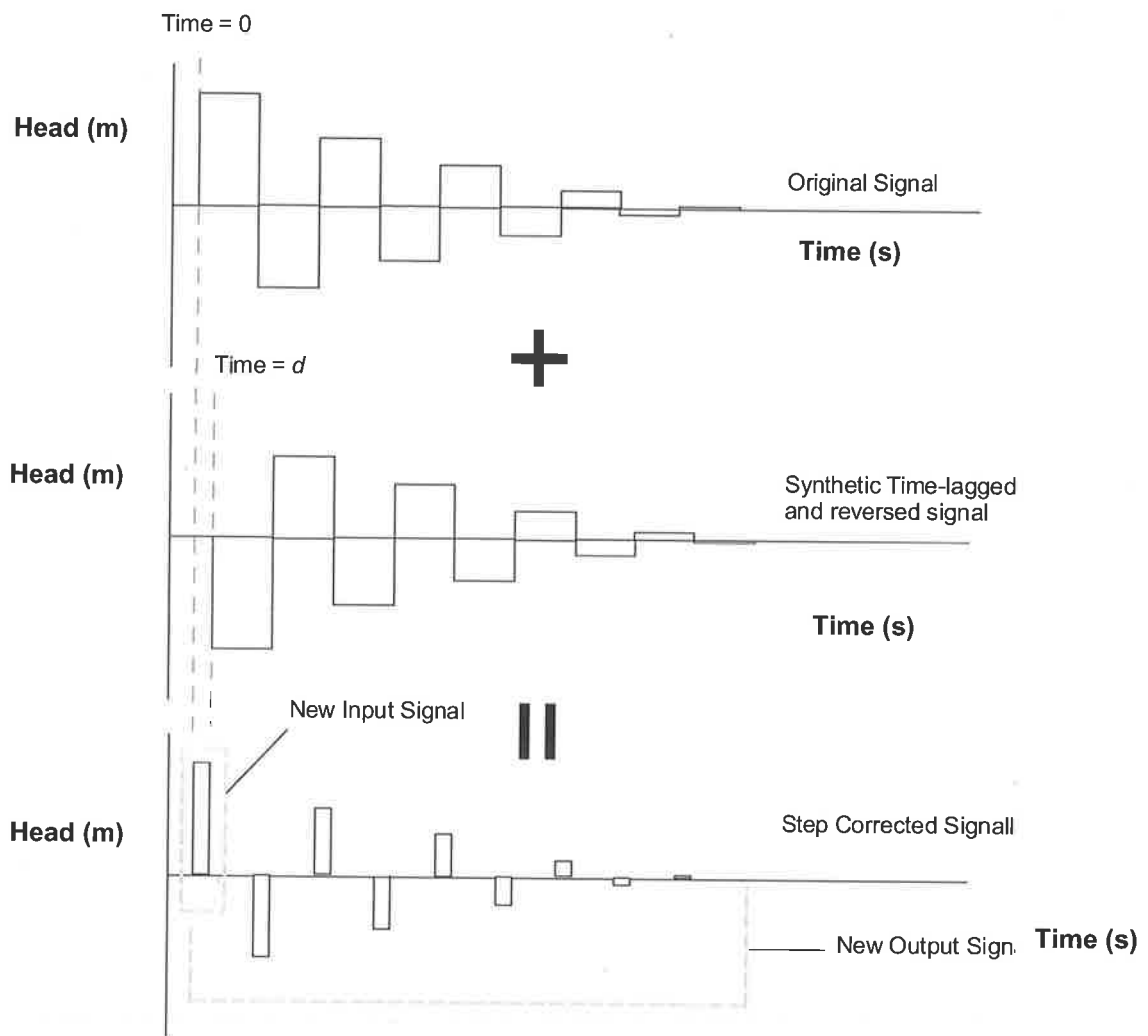 Time = 0
Head (m)
Original Signal
Time (s)
+
Time = d
Head (m)
Synthetic Time-lagged
and reversed signal
Time (s)
New Input Signal
Head (m)
Step Corrected Signall
New Output Sign
Time (s)